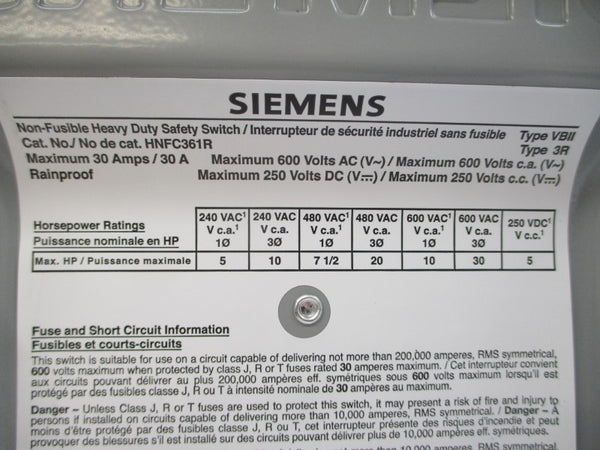 SIEMENS
Non-Fusible Heavy Duty Safety Switch / Interrupteur de sécurité industriel sans fusible Type VBII
Cat. No./ No de cat. HNFC361R Type 3R
Maximum 30 Amps / 30 A Maximum 600 Volts AC (V~) / Maximum 600 Volts c.a. (V~)
Rainproof Maximum 250 Volts DC (V⎓) / Maximum 250 Volts c.c. (V⎓)
Horsepower Ratings 240 VAC¹ 240 VAC 480 VAC¹ 480 VAC 600 VAC¹ 600 VAC 250 VDC¹
Puissance nominale en HP V c.a.¹ V c.a. V c.a.¹ V c.a. V c.a.¹ V c.a. V c.c.¹
1Ø 3Ø 1Ø 3Ø 1Ø 3Ø
Max. HP / Puissance maximale 5 10 7 1/2 20 10 30 5
Fuse and Short Circuit Information
Fusibles et courts-circuits
This switch is suitable for use on a circuit capable of delivering not more than 200,000 amperes, RMS symmetrical,
600 volts maximum when protected by class J, R or T fuses rated 30 amperes maximum. / Cet interrupteur convient
aux circuits pouvant délivrer au plus 200,000 ampères eff. symétriques sous 600 volts maximum lorsqu'il est
protégé par des fusibles classe J, R ou T à intensité nominale de 30 ampères au maximum.
Danger – Unless Class J, R or T fuses are used to protect this switch, it may present a risk of fire and injury to
persons if installed on circuits capable of delivering more than 10,000 amperes, RMS symmetrical. / Danger – A
moins d'être protégé par des fusibles classe J, R ou T, cet interrupteur présente des risques d'incendie et peut
provoquer des blessures s'il est installé sur des circuits pouvant délivrer plus de 10,000 ampères eff. symétriques.